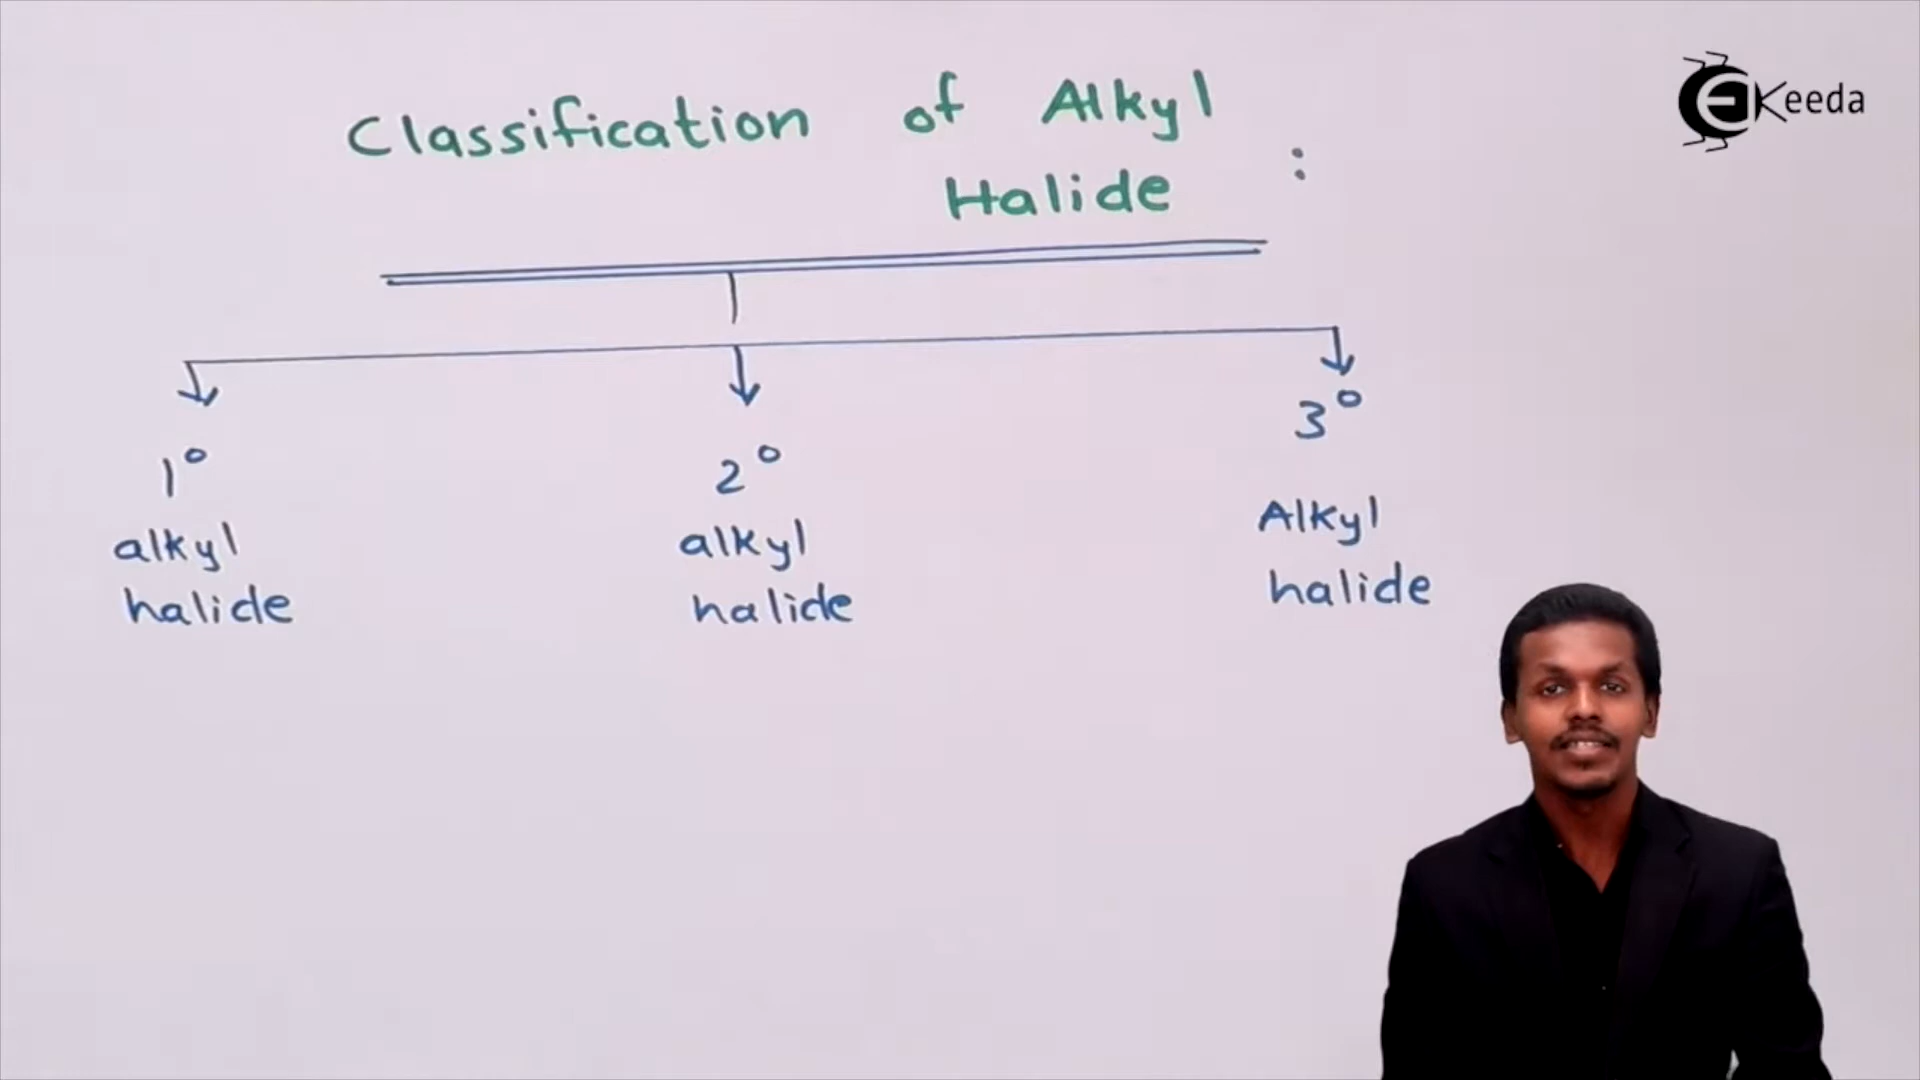 Classification of Alkyl
Halide :
1°
alkyl
halide
2°
alkyl
halide
3°
Alkyl
halide
EKeeda